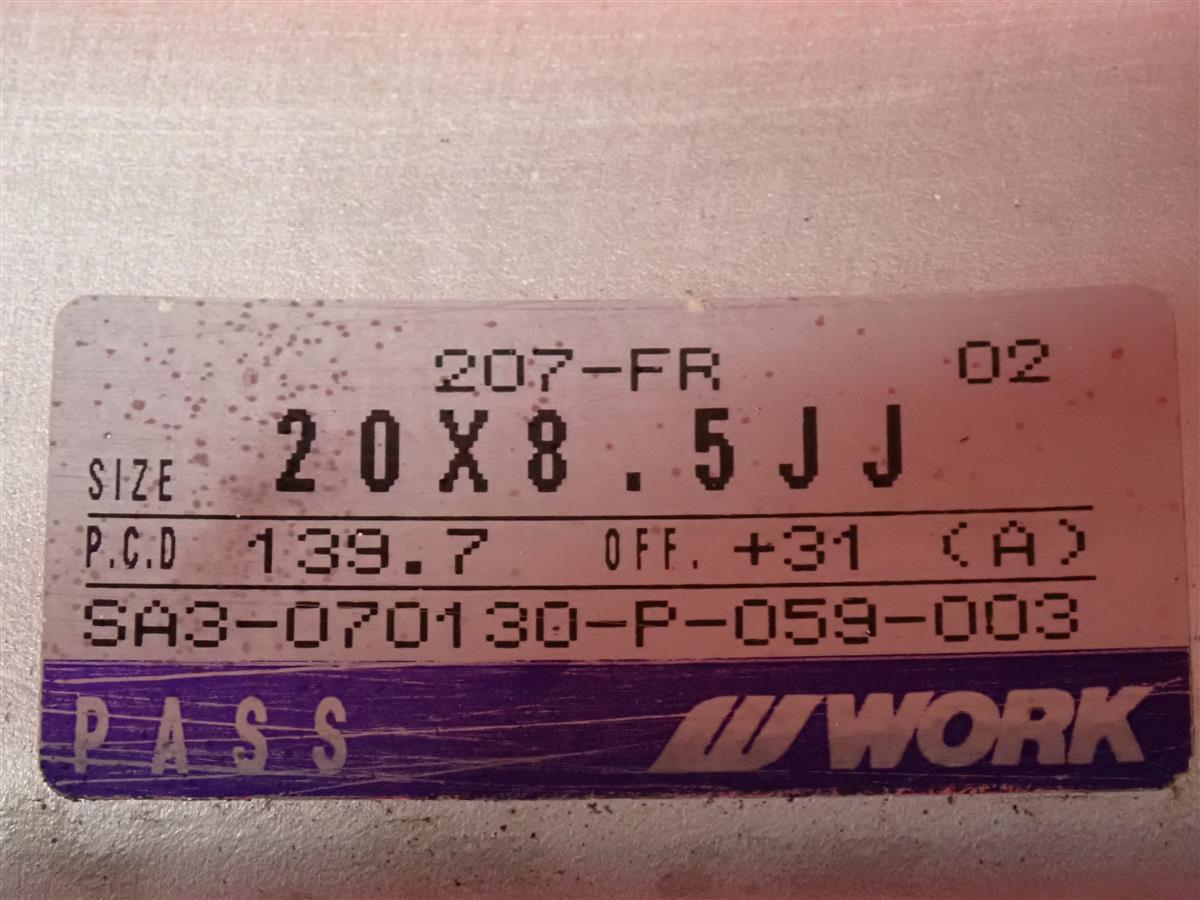 207-FR 02
SIZE 20X8.5JJ
P.C.D 139.7 OFF. +31 (A)
SA3-070130-P-059-003
PASS WORK